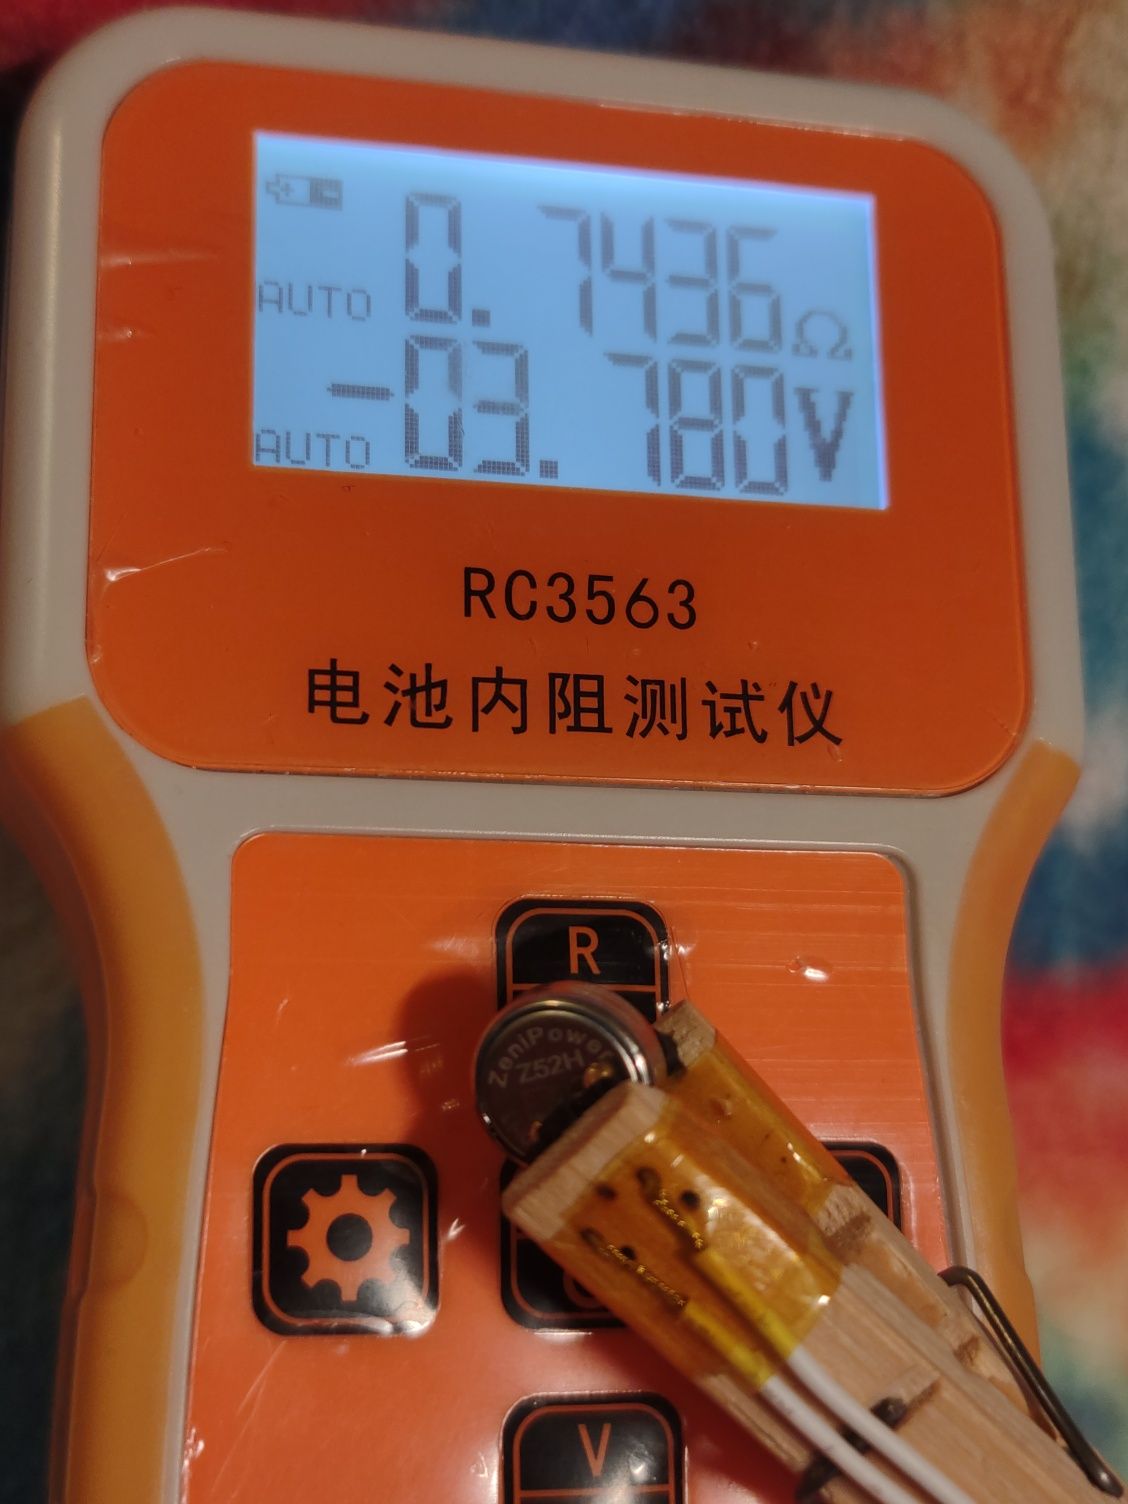 AUTO 0.7436Ω
AUTO -03.780V
RC3563
电池内阻测试仪
R
ZeniPower
Z52H
V